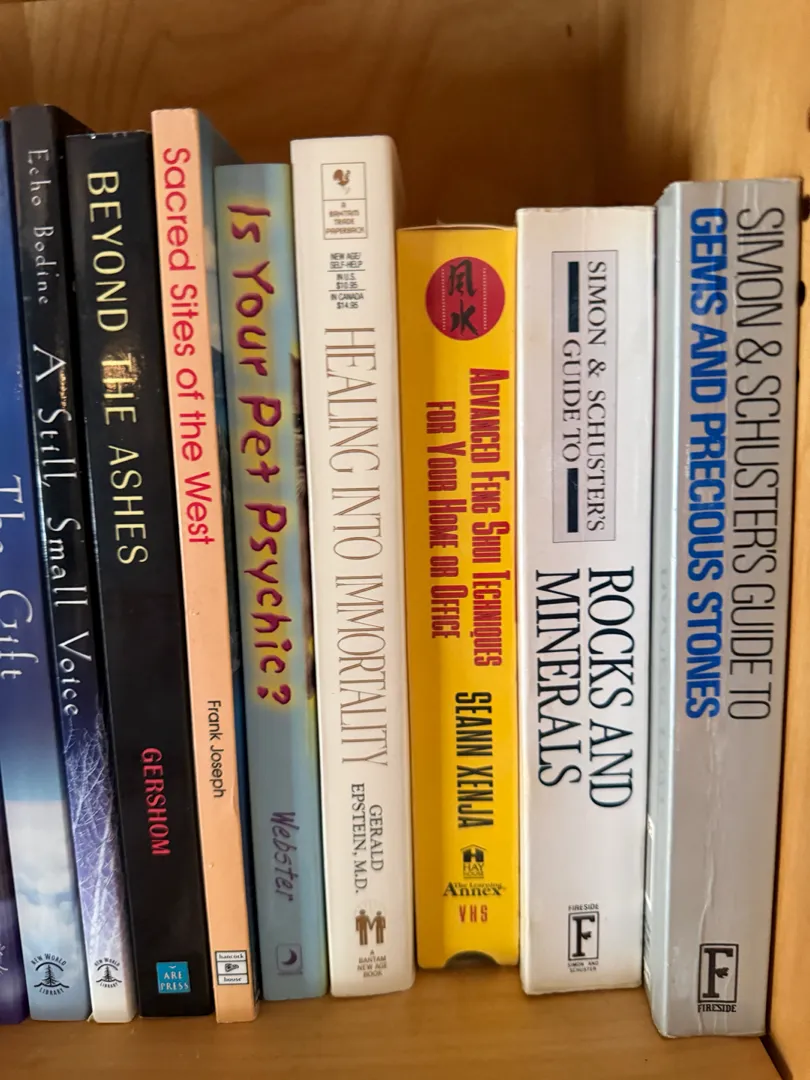 The Gift
NEW WORLD
LIBRARY
Echo Bodine
A Still, Small Voice
NEW WORLD
LIBRARY
BEYOND THE ASHES
GERSHOM
ARE
PRESS
Sacred Sites of the West
Frank Joseph
hancock
house
Is Your Pet Psychic?
Webster
A
BANTAM
TRADE
PAPERBACK
NEW AGE/
SELF-HELP
IN U.S.
$10.95
IN CANADA
$14.95
HEALING INTO IMMORTALITY
GERALD
EPSTEIN, M.D.
A
BANTAM
NEW AGE
BOOK
風水
ADVANCED FENG SHUI TECHNIQUES
FOR YOUR HOME OR OFFICE
SEANN XENJA
HAY
HOUSE
The Learning
Annex
VHS
SIMON & SCHUSTER'S
GUIDE TO
ROCKS AND
MINERALS
FIRESIDE
F
SIMON AND
SCHUSTER
SIMON & SCHUSTER'S GUIDE TO
GEMS AND PRECIOUS STONES
F
FIRESIDE